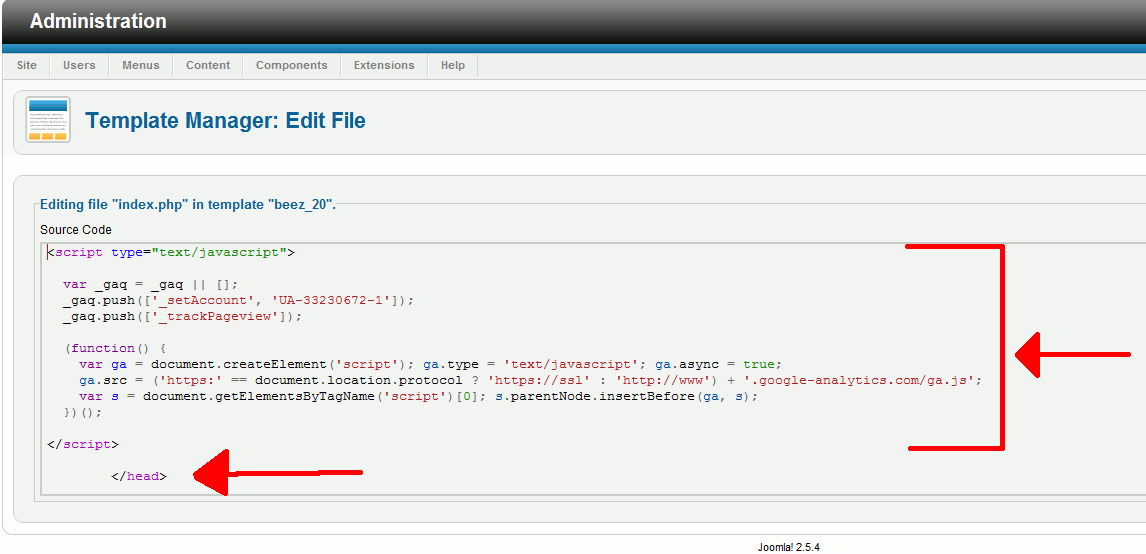 Administration
Site Users Menus Content Components Extensions Help
Template Manager: Edit File
Editing file "index.php" in template "beez_20".
Source Code
<script type="text/javascript">
var _gaq = _gaq || [];
_gaq.push(['_setAccount', 'UA-33230672-1']);
_gaq.push(['_trackPageview']);
(function() {
var ga = document.createElement('script'); ga.type = 'text/javascript'; ga.async = true;
ga.src = ('https:' == document.location.protocol ? 'https://ssl' : 'http://www') + '.google-analytics.com/ga.js';
var s = document.getElementsByTagName('script')[0]; s.parentNode.insertBefore(ga, s);
})();
</script>
</head>
Joomla! 2.5.4